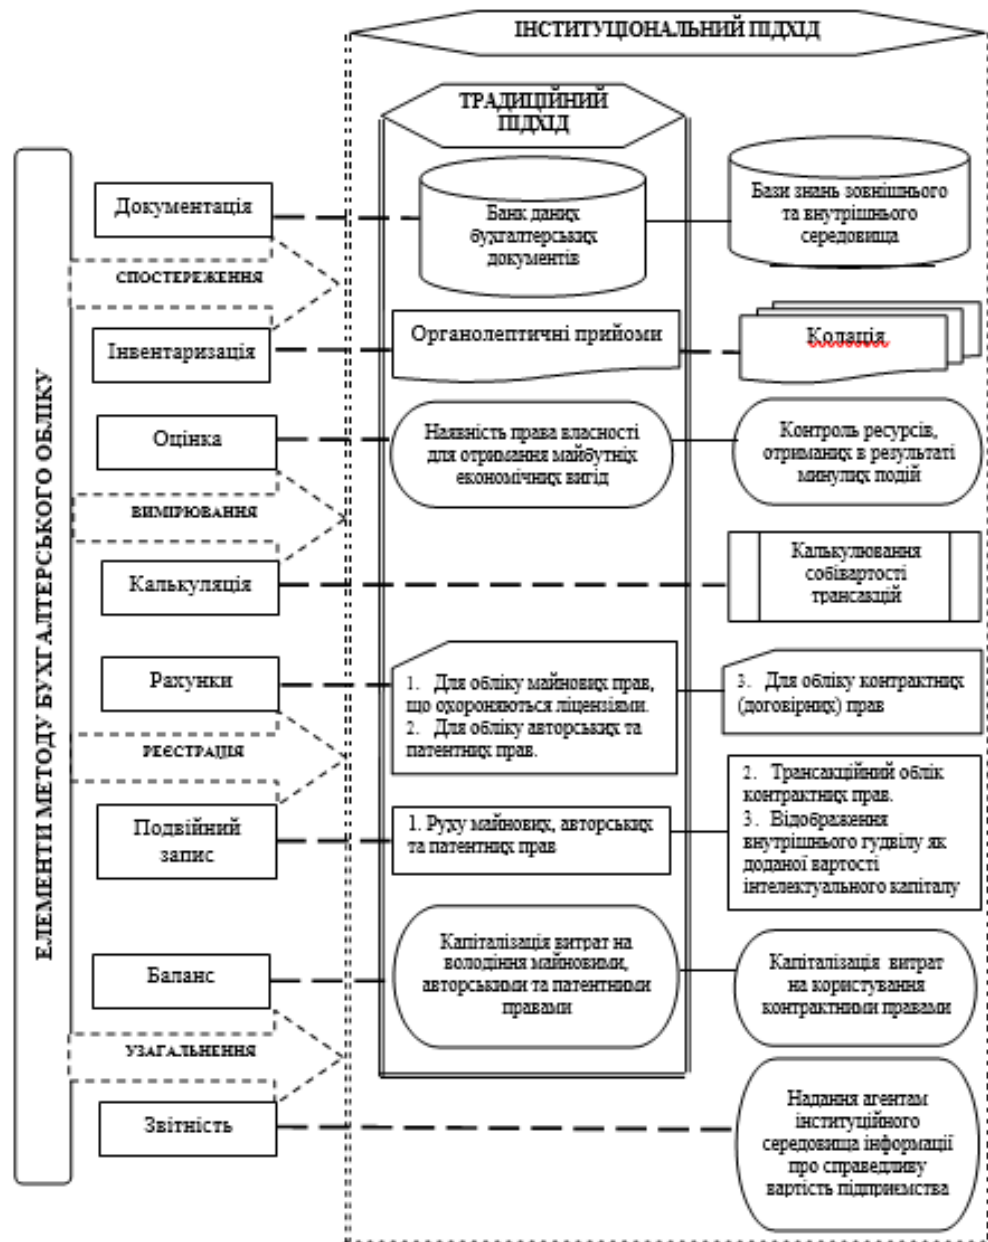 ІНСТИТУЦІОНАЛЬНИЙ ПІДХІД
ТРАДИЦІЙНИЙ
ПІДХІД
ЕЛЕМЕНТИ МЕТОДУ БУХГАЛТЕРСЬКОГО ОБЛІКУ
Документація
Банк даних
бухгалтерських
документів
Бази знань зовнішнього
та внутрішнього
середовища
СПОСТЕРЕЖЕННЯ
Інвентаризація
Органолептичні прийоми
Колація
Оцінка
Наявність права власності
для отримання майбутніх
економічних вигід
Контроль ресурсів,
отриманих в результаті
минулих подій
ВИМІРЮВАННЯ
Калькуляція
Калькулювання
собівартості
трансакцій
Рахунки
1. Для обліку майнових прав,
що охороняються ліцензіями.
2. Для обліку авторських та
патентних прав.
3. Для обліку контрактних
(договірних) прав
РЕЄСТРАЦІЯ
Подвійний
запис
1. Руху майнових, авторських
та патентних прав
2. Трансакційний облік
контрактних прав.
3. Відображення
внутрішнього гудвілу як
доданої вартості
інтелектуального капіталу
Баланс
Капіталізація витрат на
володіння майновими,
авторськими та патентними
правами
Капіталізація витрат
на користування
контрактними правами
УЗАГАЛЬНЕННЯ
Звітність
Надання агентам
інституційного
середовища інформації
про справедливу
вартість підприємства